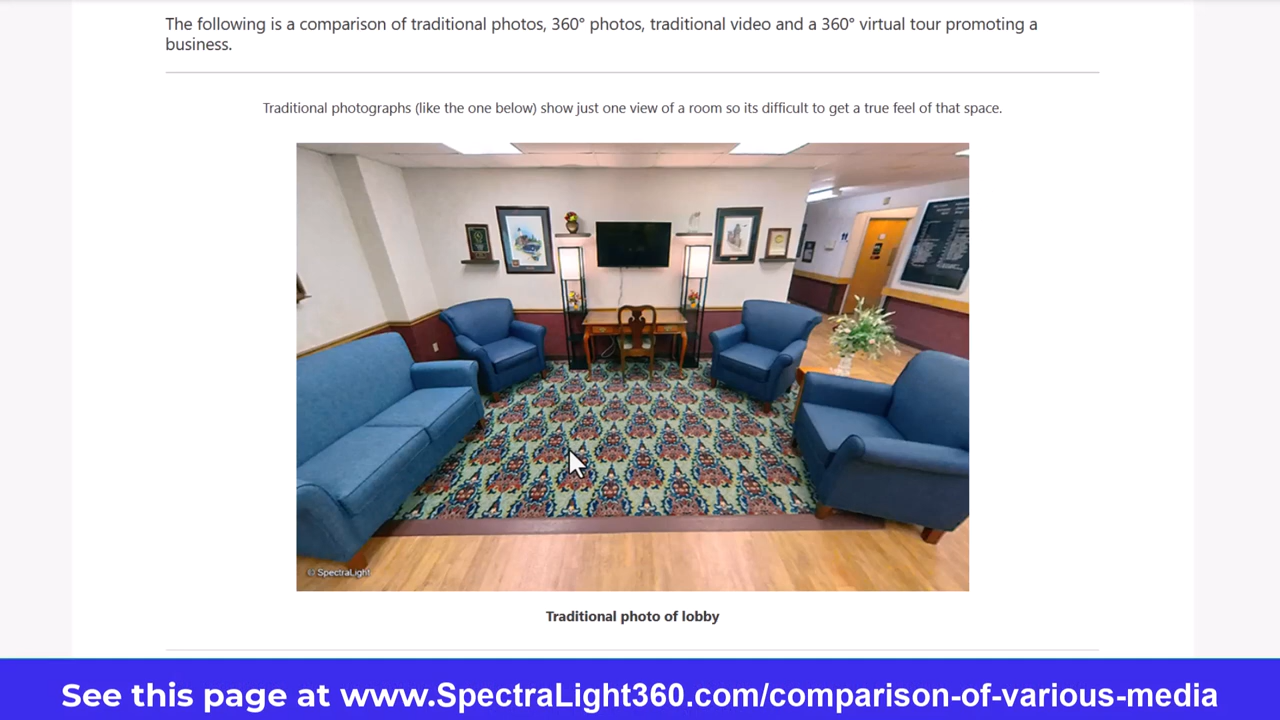 The following is a comparison of traditional photos, 360° photos, traditional video and a 360° virtual tour promoting a
business.
Traditional photographs (like the one below) show just one view of a room so its difficult to get a true feel of that space.
© SpectraLight
Traditional photo of lobby
See this page at www.SpectraLight360.com/comparison-of-various-media